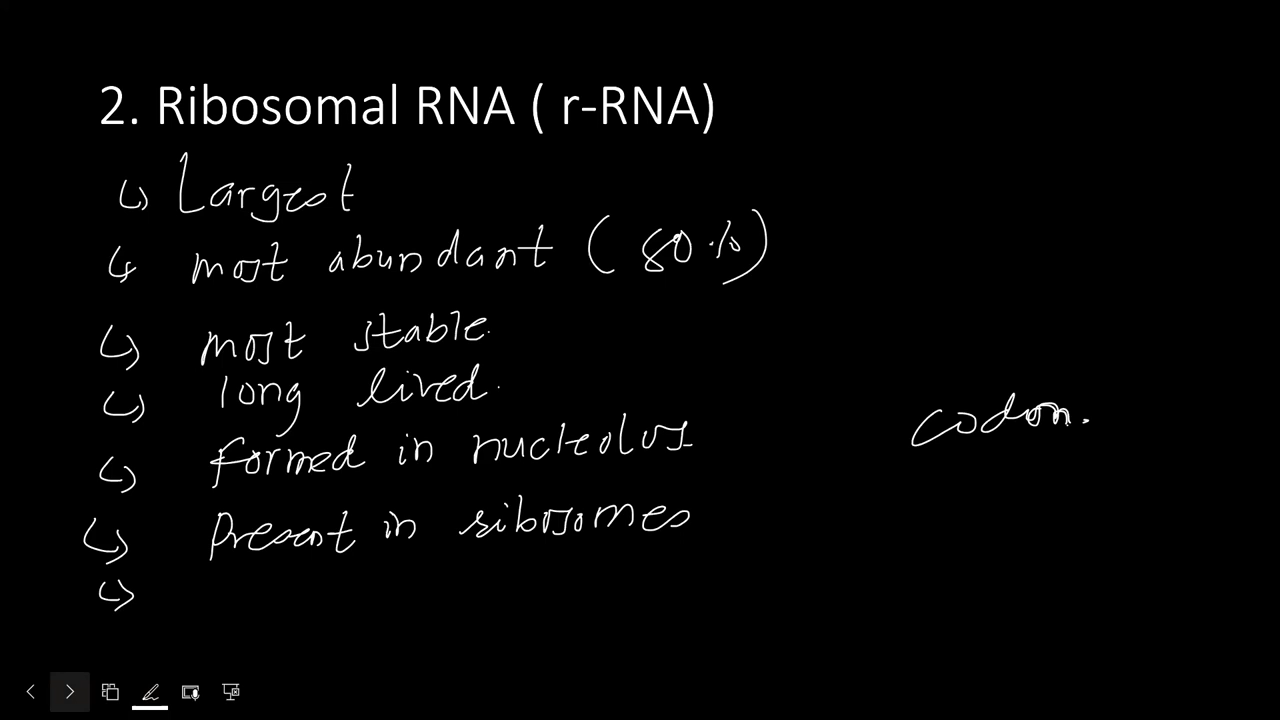 2. Ribosomal RNA ( r-RNA)
↳ Largest
↳ most abundant ( 80 % )
↳ most stable.
↳ long lived.
↳ formed in nucleolus
codon.
↳ Present in ribosomes
↳